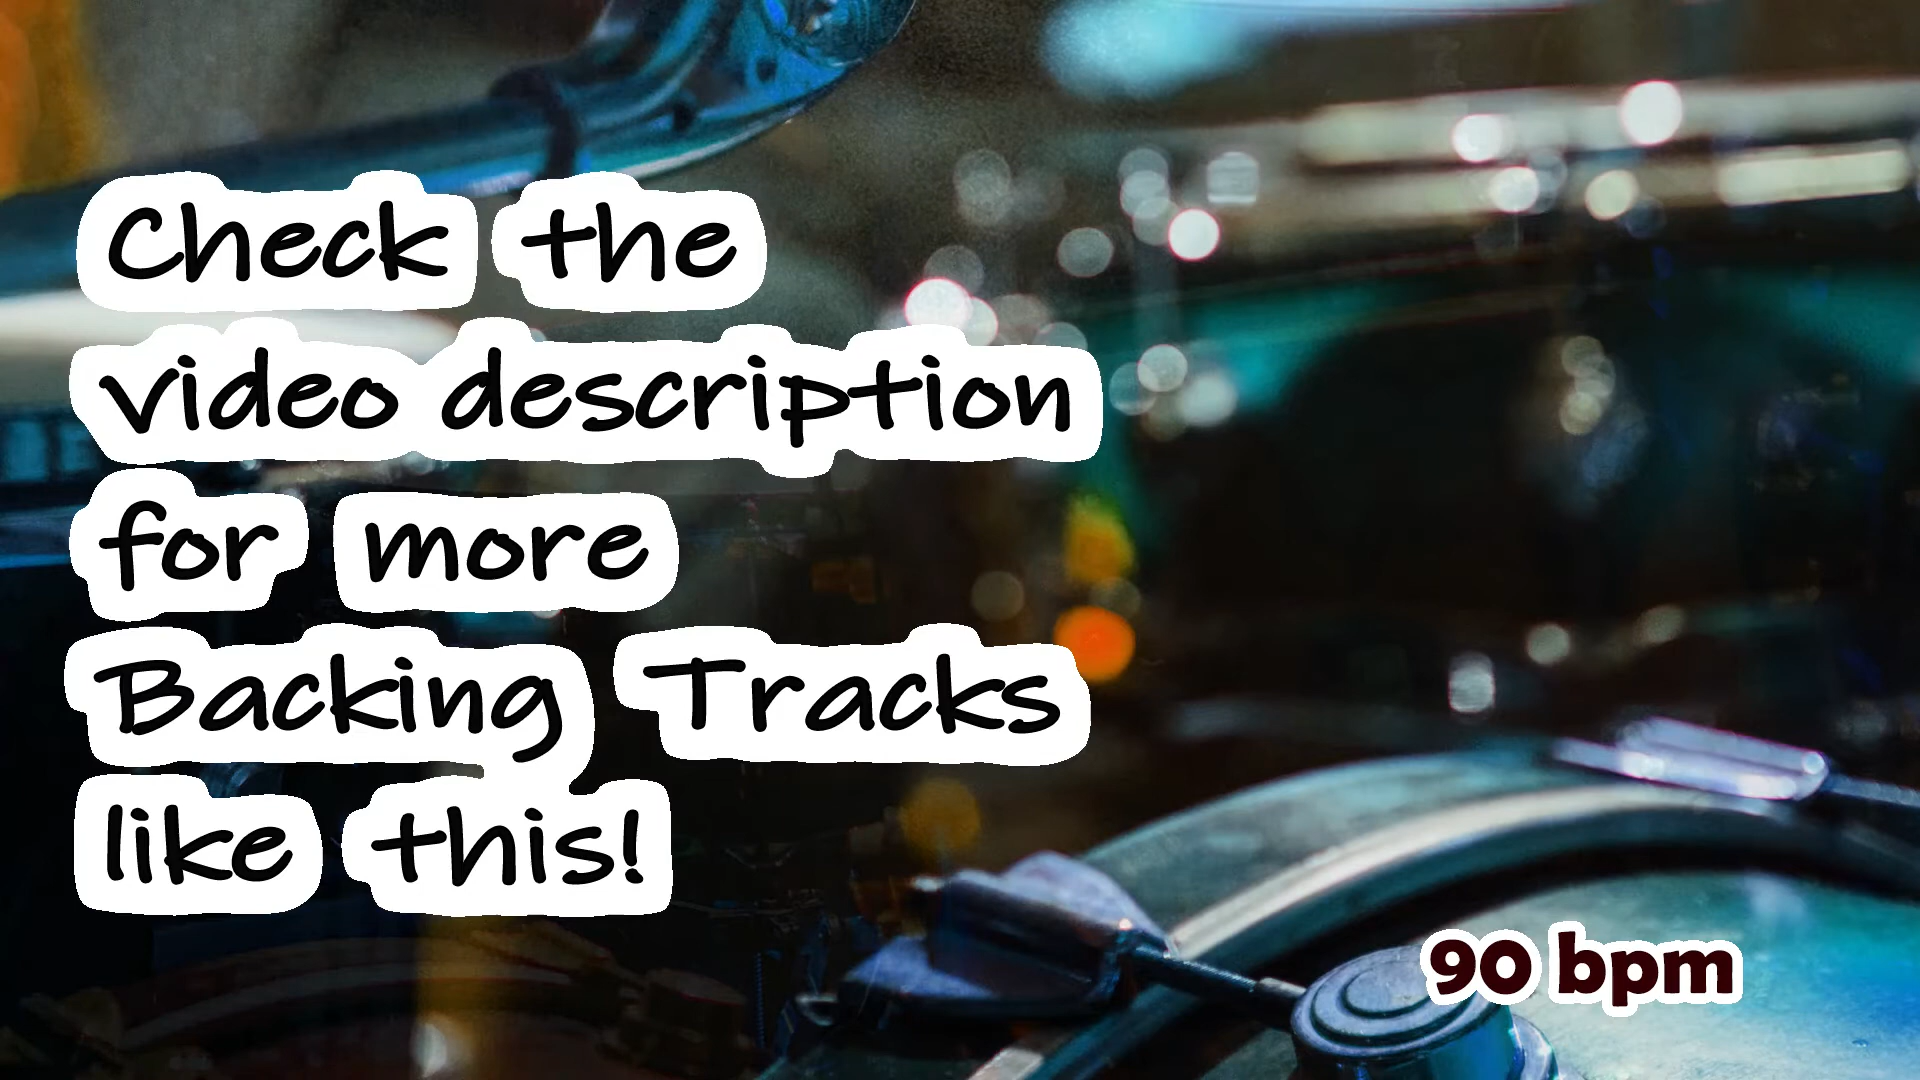 Check the
video description
for more
Backing Tracks
like this!
90 bpm